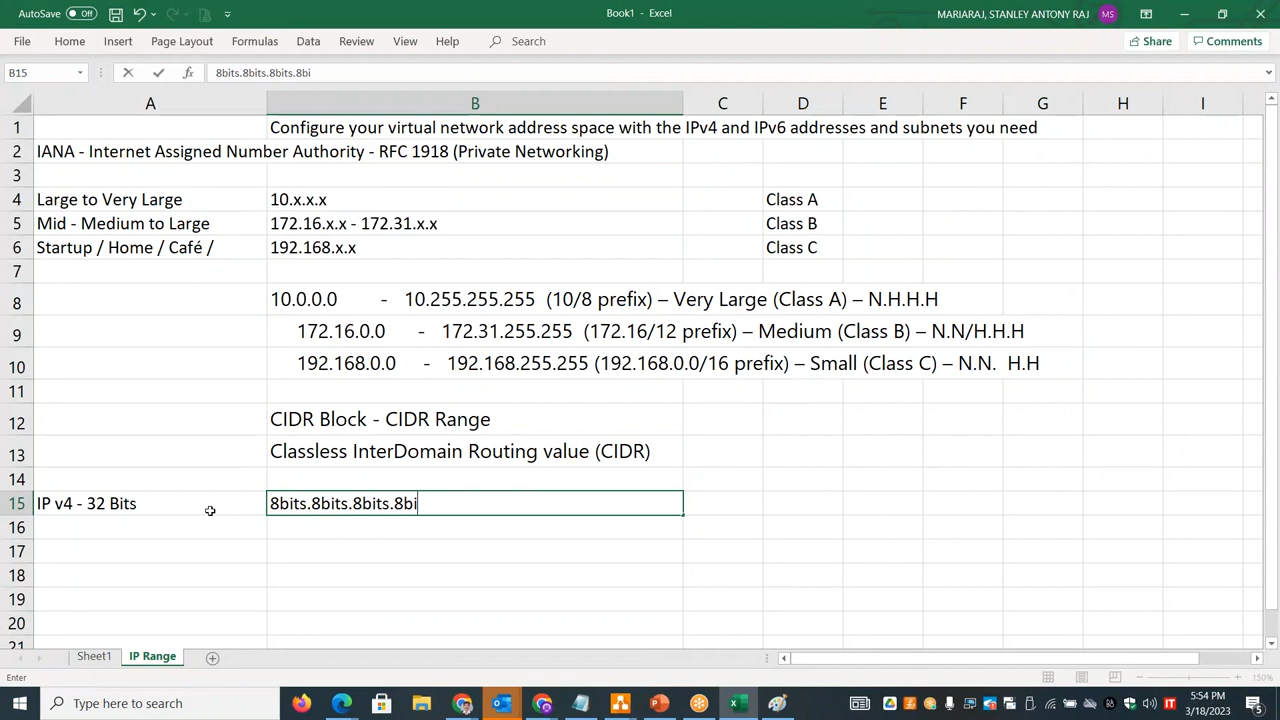 AutoSave Off
Book1 - Excel
MARIARAJ, STANLEY ANTONY RAJ MS
File Home Insert Page Layout Formulas Data Review View Help Search
Share Comments
B15 fx 8bits.8bits.8bits.8bi
A B C D E F G H I
1 Configure your virtual network address space with the IPv4 and IPv6 addresses and subnets you need
2 IANA - Internet Assigned Number Authority - RFC 1918 (Private Networking)
3
4 Large to Very Large 10.x.x.x Class A
5 Mid - Medium to Large 172.16.x.x - 172.31.x.x Class B
6 Startup / Home / Café / 192.168.x.x Class C
7
8 10.0.0.0 - 10.255.255.255 (10/8 prefix) – Very Large (Class A) – N.H.H.H
9 172.16.0.0 - 172.31.255.255 (172.16/12 prefix) – Medium (Class B) – N.N/H.H.H
10 192.168.0.0 - 192.168.255.255 (192.168.0.0/16 prefix) – Small (Class C) – N.N. H.H
11
12 CIDR Block - CIDR Range
13 Classless InterDomain Routing value (CIDR)
14
15 IP v4 - 32 Bits 8bits.8bits.8bits.8bi
16
17
18
19
20
21
Sheet1 IP Range
Enter 150%
Type here to search
5:54 PM
3/18/2023